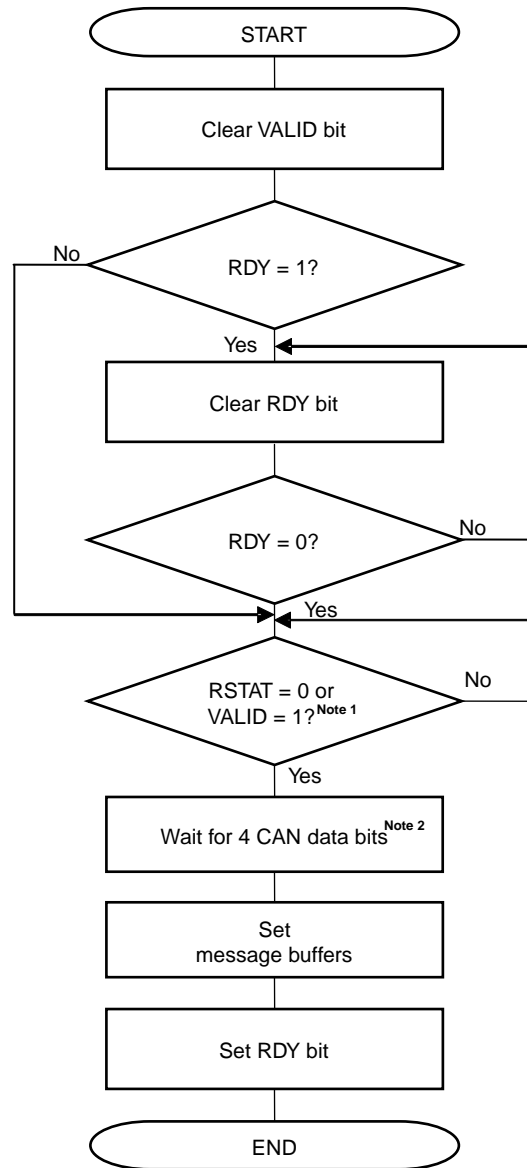 START
Clear VALID bit
No
RDY = 1?
Yes
Clear RDY bit
RDY = 0?
No
Yes
RSTAT = 0 or
VALID = 1?Note 1
No
Yes
Wait for 4 CAN data bitsNote 2
Set
message buffers
Set RDY bit
END